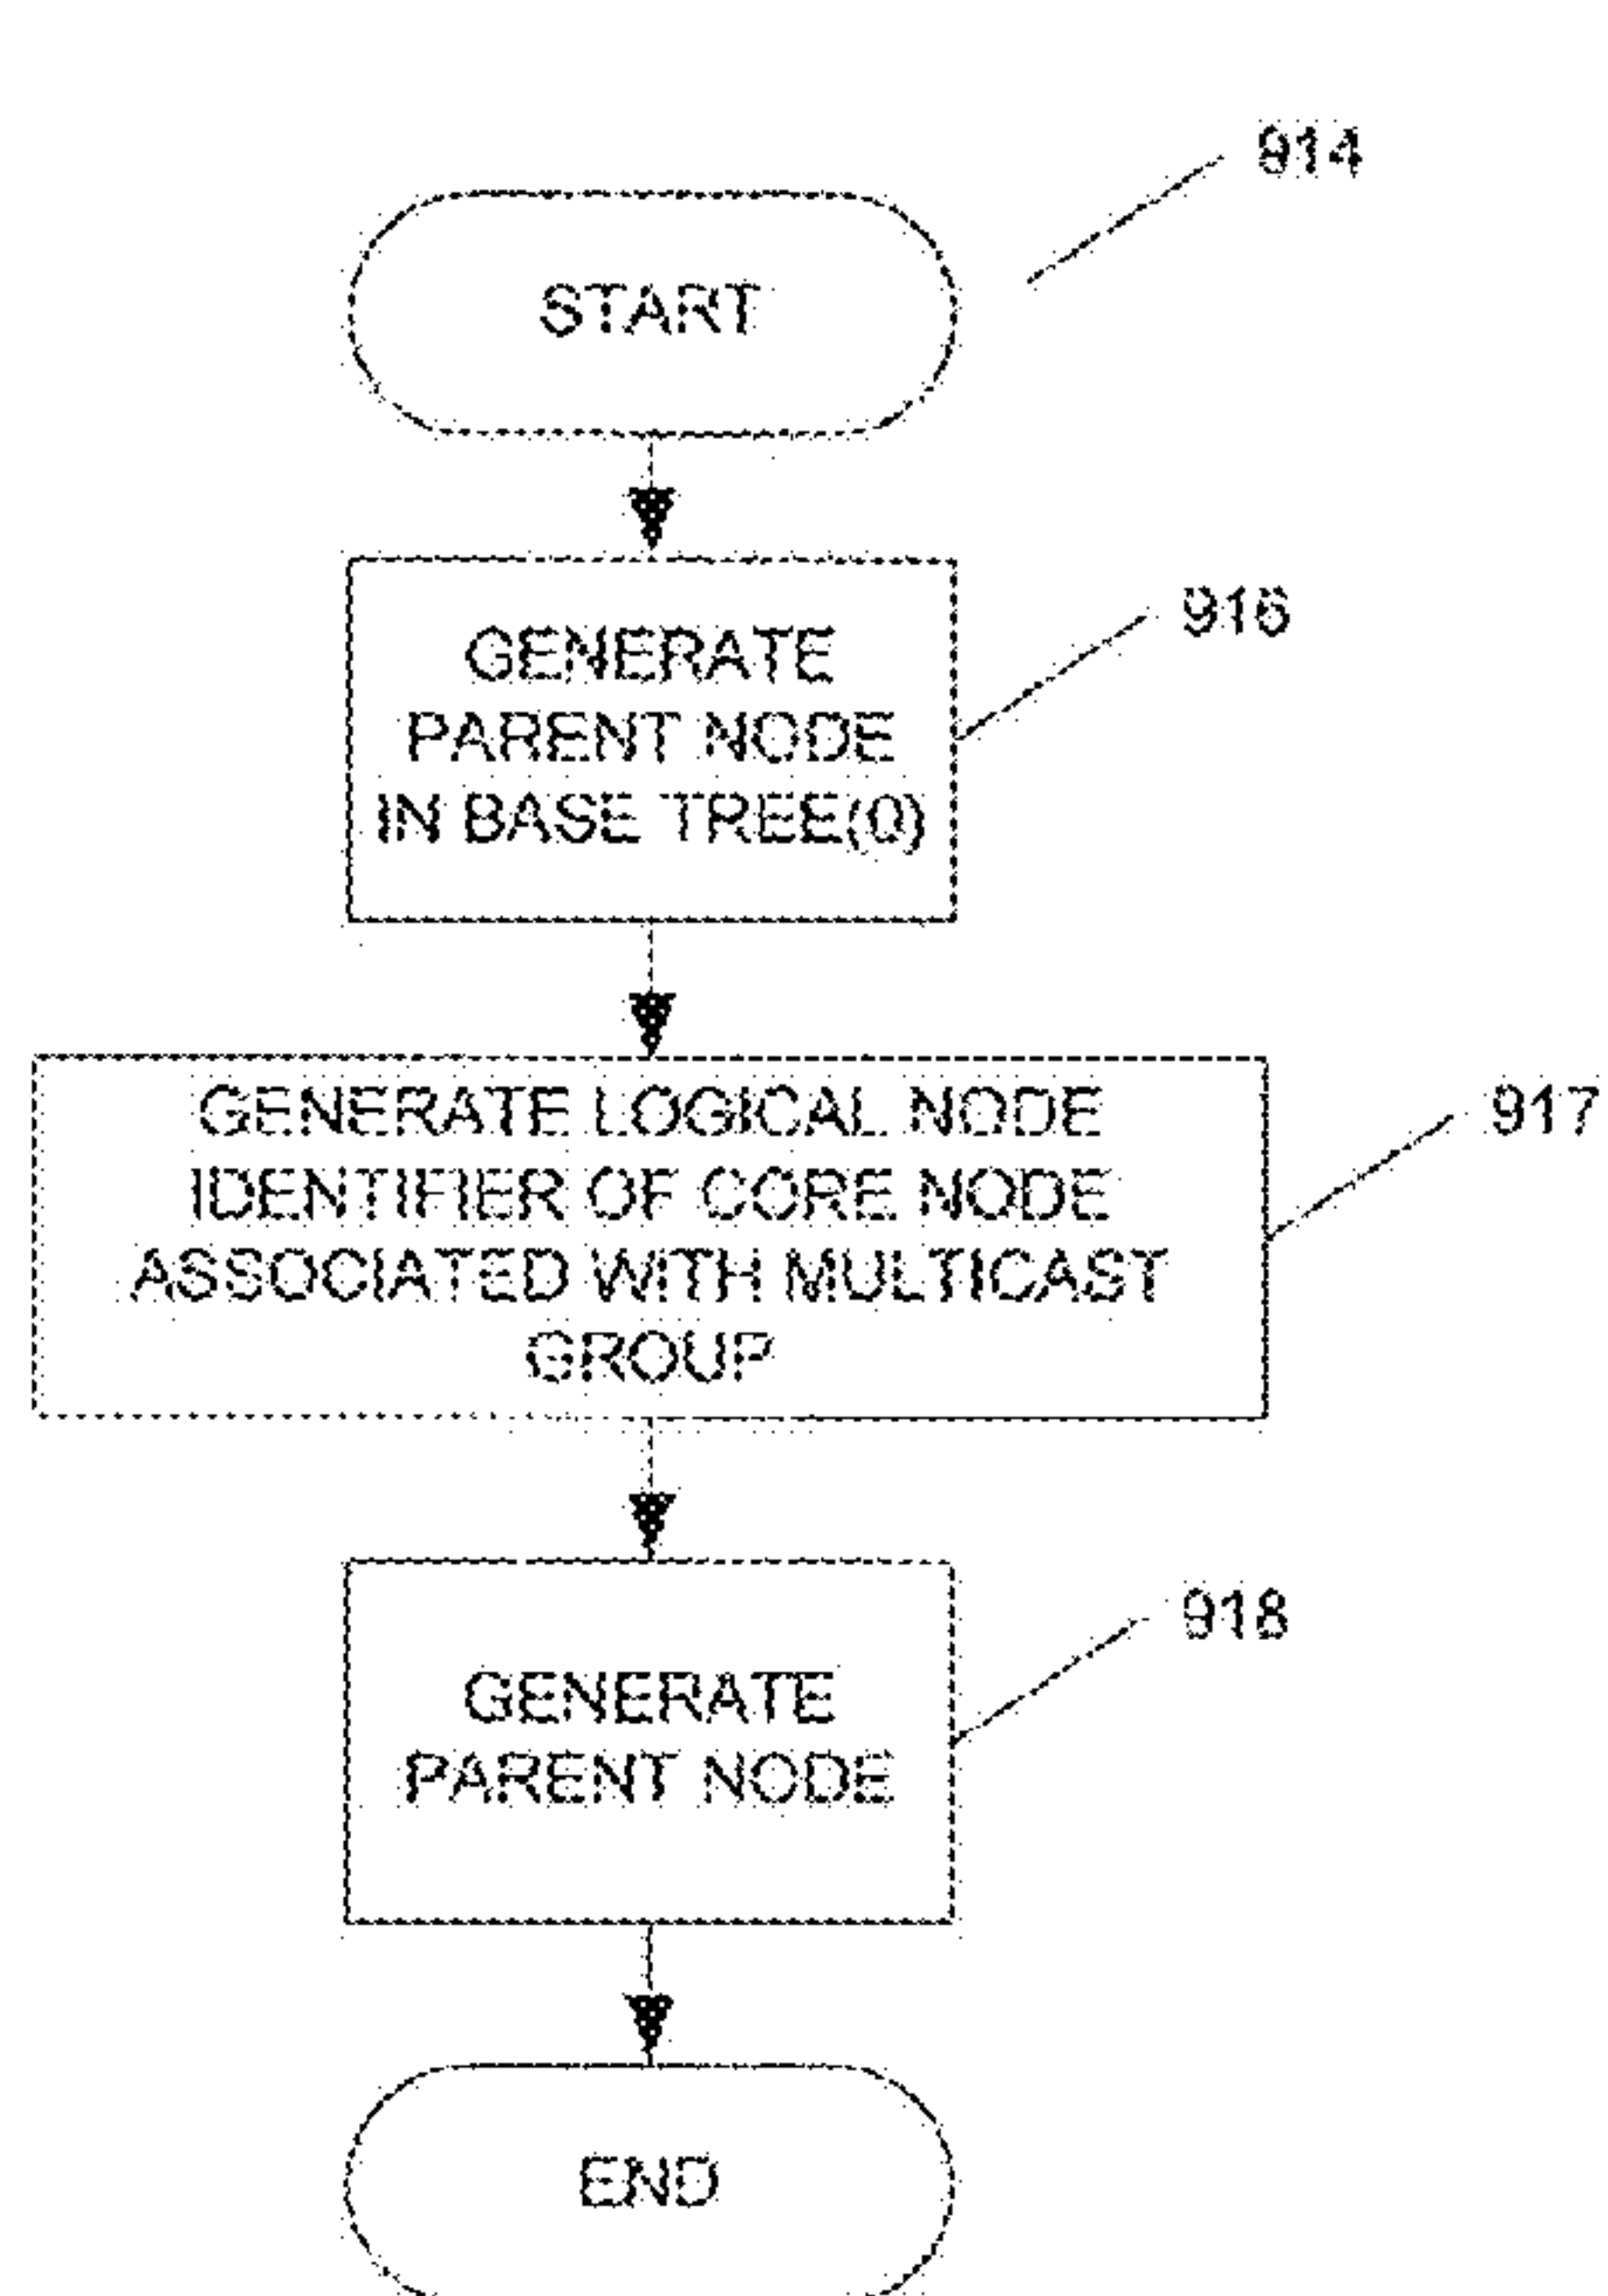 914
START
916
GENERATE
PARENT NODE
IN BASE TREE(0)
917
GENERATE LOGICAL NODE
IDENTIFIER OF CORE NODE
ASSOCIATED WITH MULTICAST
GROUP
918
GENERATE
PARENT NODE
END